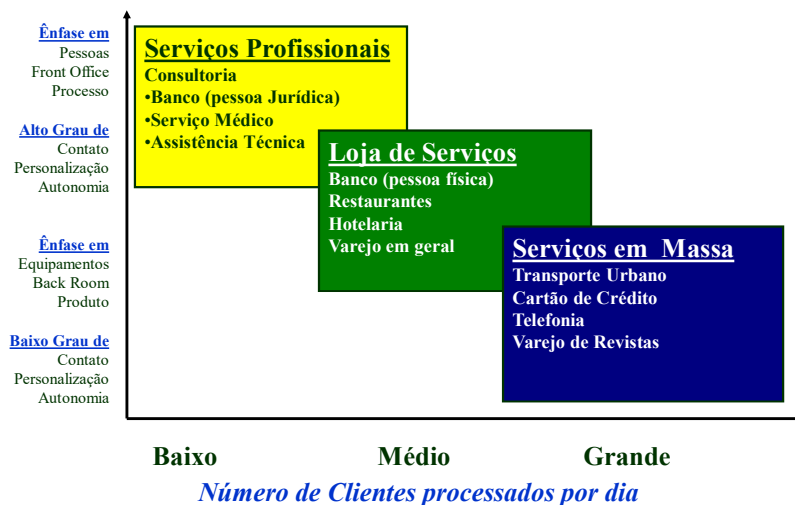 Ênfase em
Pessoas
Front Office
Processo
Alto Grau de
Contato
Personalização
Autonomia
Ênfase em
Equipamentos
Back Room
Produto
Baixo Grau de
Contato
Personalização
Autonomia
Serviços Profissionais
Consultoria
•Banco (pessoa Jurídica)
•Serviço Médico
•Assistência Técnica
Loja de Serviços
Banco (pessoa física)
Restaurantes
Hotelaria
Varejo em geral
Serviços em Massa
Transporte Urbano
Cartão de Crédito
Telefonia
Varejo de Revistas
Baixo Médio Grande
Número de Clientes processados por dia